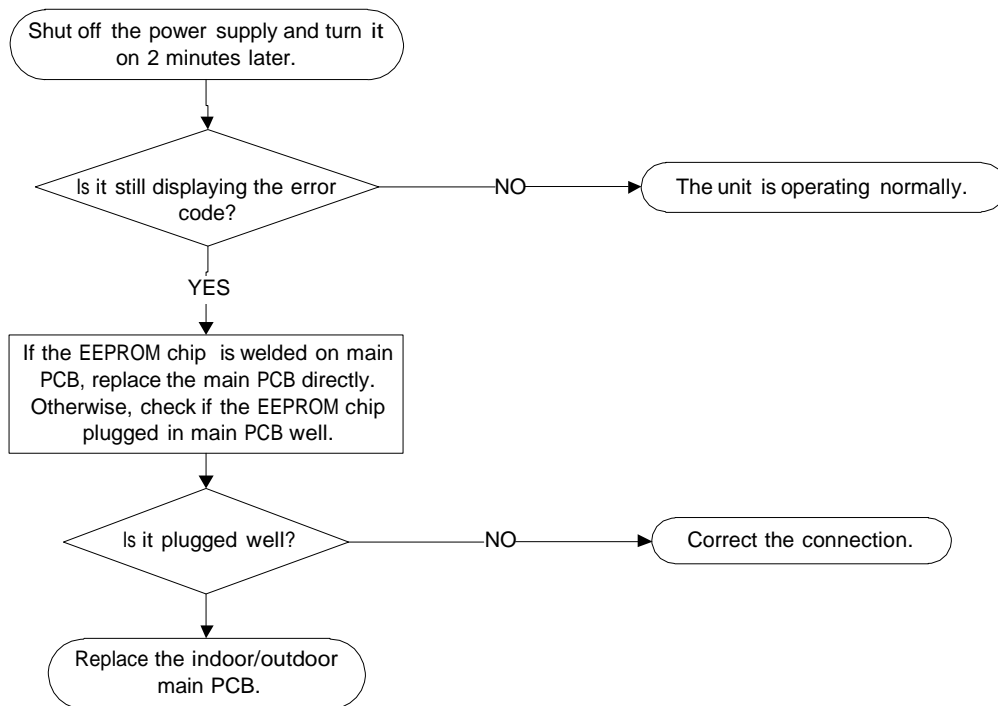 Shut off the power supply and turn it
on 2 minutes later.
Is it still displaying the error
code?
NO
The unit is operating normally.
YES
If the EEPROM chip is welded on main
PCB, replace the main PCB directly.
Otherwise, check if the EEPROM chip
plugged in main PCB well.
Is it plugged well?
NO
Correct the connection.
Replace the indoor/outdoor
main PCB.